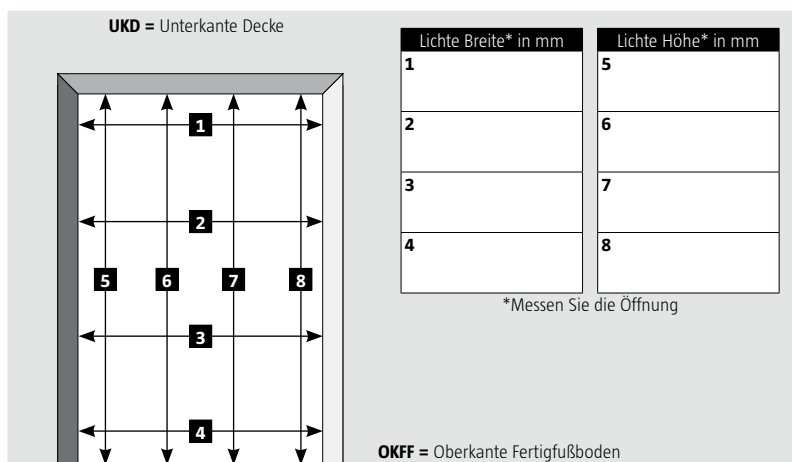 UKD = Unterkante Decke
1
2
5 6 7 8
3
4
Lichte Breite* in mm
1
2
3
4
Lichte Höhe* in mm
5
6
7
8
*Messen Sie die Öffnung
OKFF = Oberkante Fertigfußboden